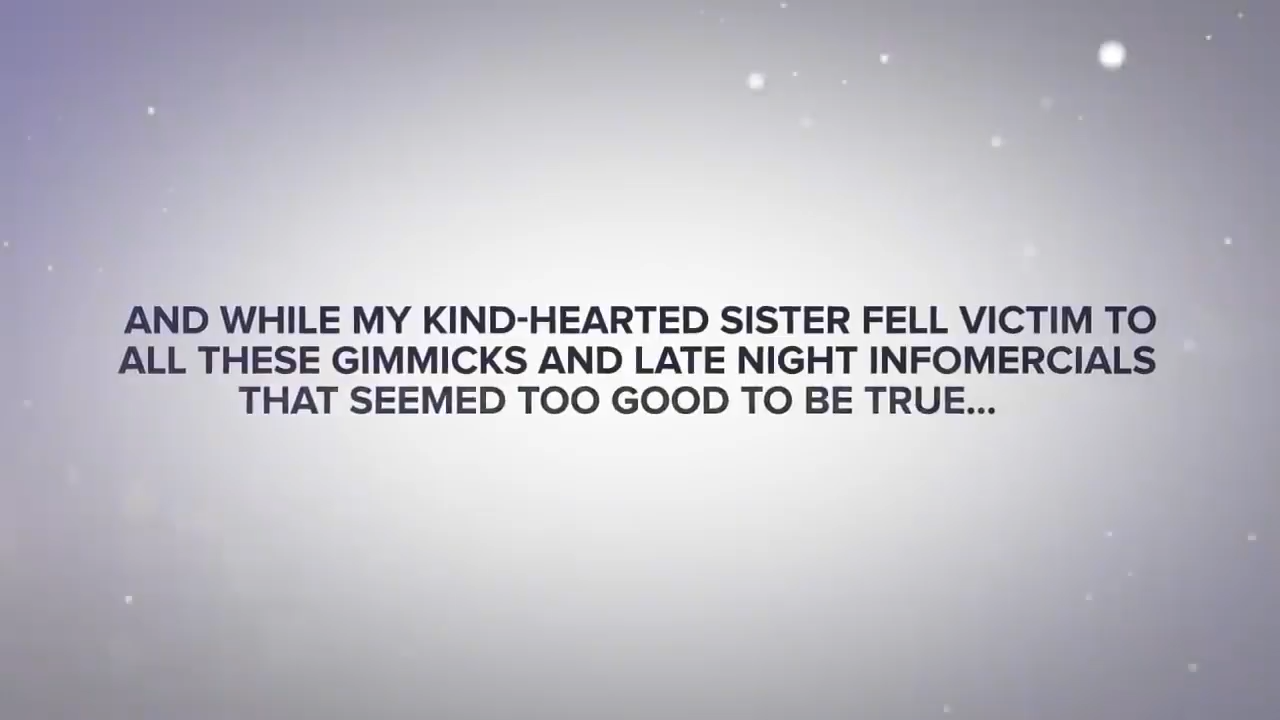 AND WHILE MY KIND-HEARTED SISTER FELL VICTIM TO
ALL THESE GIMMICKS AND LATE NIGHT INFOMERCIALS
THAT SEEMED TOO GOOD TO BE TRUE...